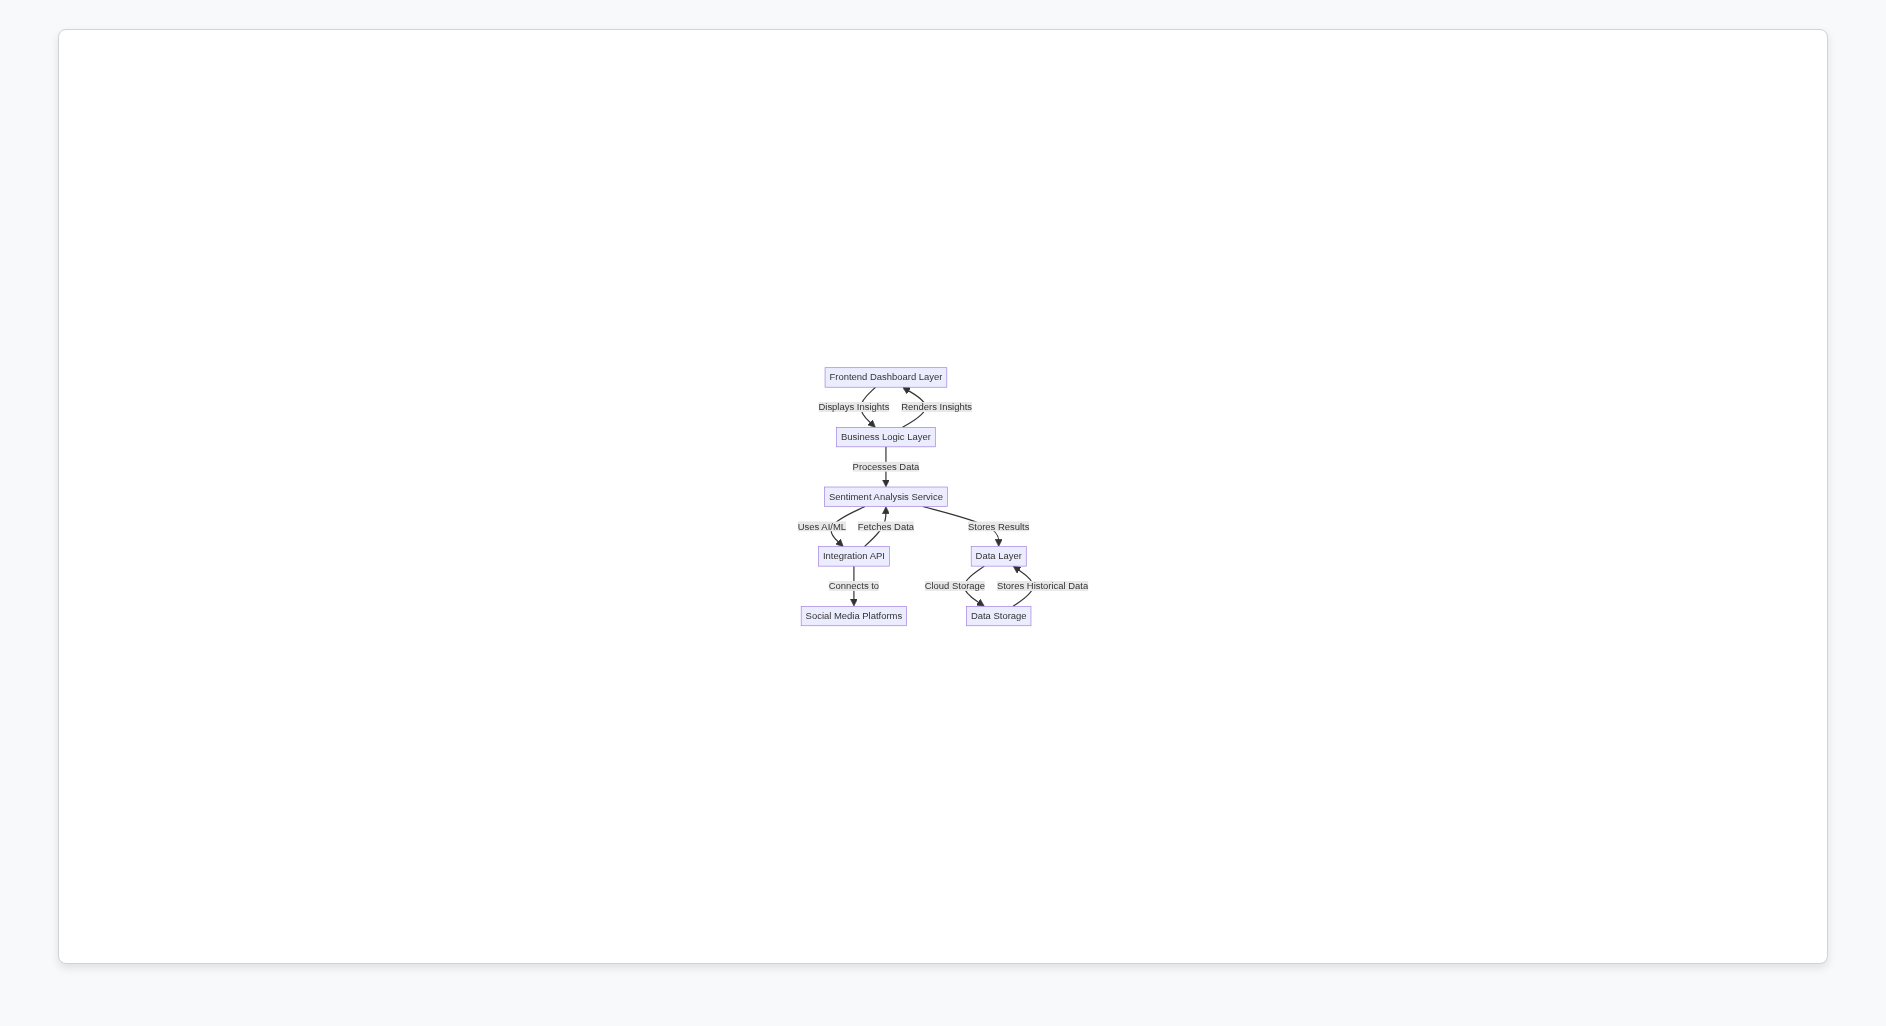 Frontend Dashboard Layer
Displays Insights
Renders Insights
Business Logic Layer
Processes Data
Sentiment Analysis Service
Uses AI/ML
Fetches Data
Stores Results
Integration API
Data Layer
Connects to
Cloud Storage
Stores Historical Data
Social Media Platforms
Data Storage